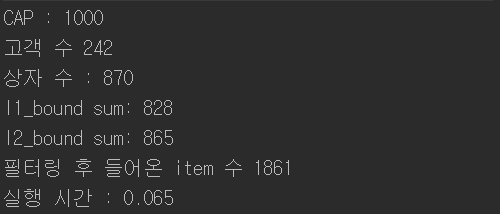 CAP : 1000
고객 수 242
상자 수 : 870
l1_bound sum: 828
l2_bound sum: 865
필터링 후 들어온 item 수 1861
실행 시간 : 0.065